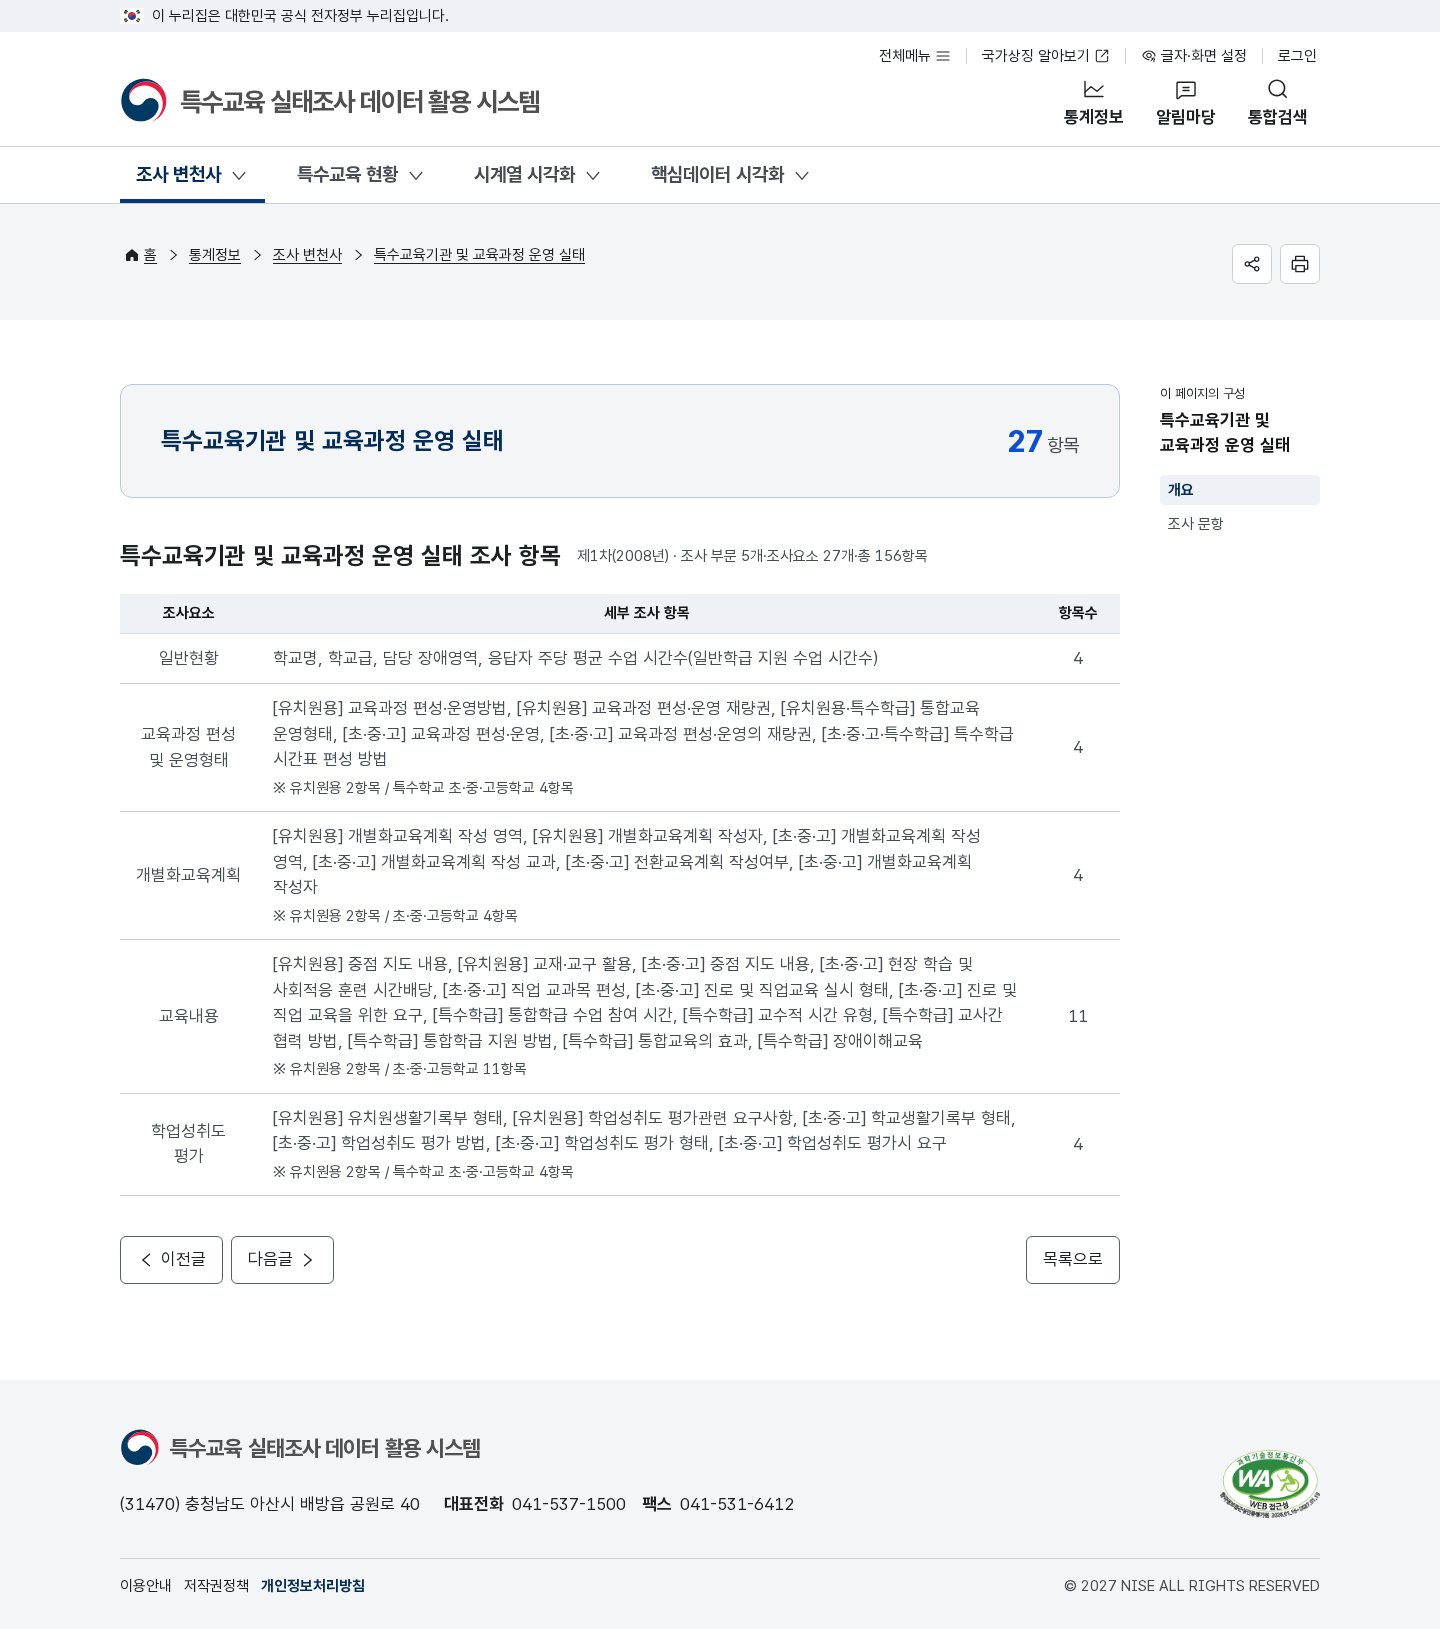 이 누리집은 대한민국 공식 전자정부 누리집입니다.
전체메뉴
국가상징 알아보기
글자·화면 설정
로그인
특수교육 실태조사 데이터 활용 시스템
통계정보
알림마당
통합검색
조사 변천사
특수교육 현황
시계열 시각화
핵심데이터 시각화
홈
통계정보
조사 변천사
특수교육기관 및 교육과정 운영 실태
특수교육기관 및 교육과정 운영 실태
27 항목
이 페이지의 구성
특수교육기관 및
교육과정 운영 실태
개요
조사 문항
특수교육기관 및 교육과정 운영 실태 조사 항목
제1차(2008년) · 조사 부문 5개·조사요소 27개·총 156항목
조사요소
세부 조사 항목
항목수
일반현황
학교명, 학교급, 담당 장애영역, 응답자 주당 평균 수업 시간수(일반학급 지원 수업 시간수)
4
교육과정 편성
및 운영형태
[유치원용] 교육과정 편성·운영방법, [유치원용] 교육과정 편성·운영 재량권, [유치원용·특수학급] 통합교육
운영형태, [초·중·고] 교육과정 편성·운영, [초·중·고] 교육과정 편성·운영의 재량권, [초·중·고·특수학급] 특수학급
시간표 편성 방법
※ 유치원용 2항목 / 특수학교 초·중·고등학교 4항목
4
개별화교육계획
[유치원용] 개별화교육계획 작성 영역, [유치원용] 개별화교육계획 작성자, [초·중·고] 개별화교육계획 작성
영역, [초·중·고] 개별화교육계획 작성 교과, [초·중·고] 전환교육계획 작성여부, [초·중·고] 개별화교육계획
작성자
※ 유치원용 2항목 / 초·중·고등학교 4항목
4
교육내용
[유치원용] 중점 지도 내용, [유치원용] 교재·교구 활용, [초·중·고] 중점 지도 내용, [초·중·고] 현장 학습 및
사회적응 훈련 시간배당, [초·중·고] 직업 교과목 편성, [초·중·고] 진로 및 직업교육 실시 형태, [초·중·고] 진로 및
직업 교육을 위한 요구, [특수학급] 통합학급 수업 참여 시간, [특수학급] 교수적 시간 유형, [특수학급] 교사간
협력 방법, [특수학급] 통합학급 지원 방법, [특수학급] 통합교육의 효과, [특수학급] 장애이해교육
※ 유치원용 2항목 / 초·중·고등학교 11항목
11
학업성취도
평가
[유치원용] 유치원생활기록부 형태, [유치원용] 학업성취도 평가관련 요구사항, [초·중·고] 학교생활기록부 형태,
[초·중·고] 학업성취도 평가 방법, [초·중·고] 학업성취도 평가 형태, [초·중·고] 학업성취도 평가시 요구
※ 유치원용 2항목 / 특수학교 초·중·고등학교 4항목
4
이전글
다음글
목록으로
특수교육 실태조사 데이터 활용 시스템
(31470) 충청남도 아산시 배방읍 공원로 40 대표전화 041-537-1500 팩스 041-531-6412
과학기술정보통신부
WA
WEB 접근성
이용안내 저작권정책 개인정보처리방침
© 2027 NISE ALL RIGHTS RESERVED